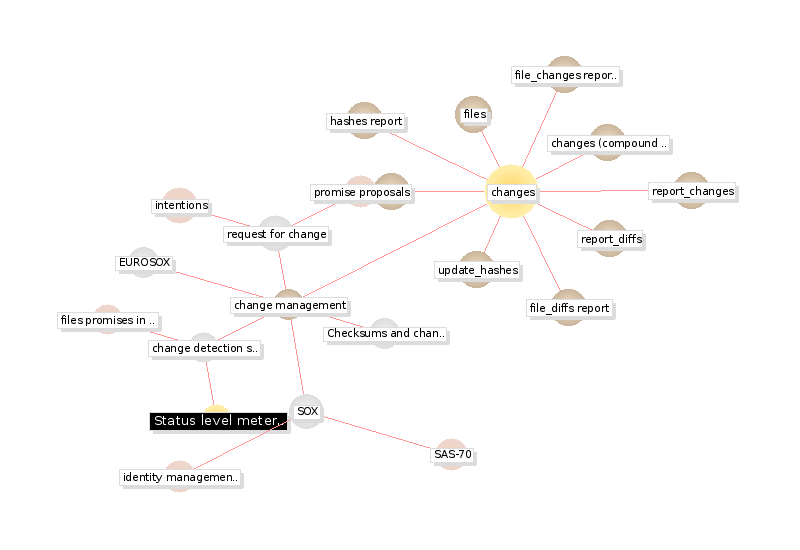 file_changes repor..
files
hashes report
changes (compound ..
promise proposals
changes
report_changes
intentions
request for change
report_diffs
EUROSOX
update_hashes
change management
file_diffs report
files promises in ..
Checksums and chan..
change detection s..
SOX
Status level meter..
SAS-70
identity managemen..